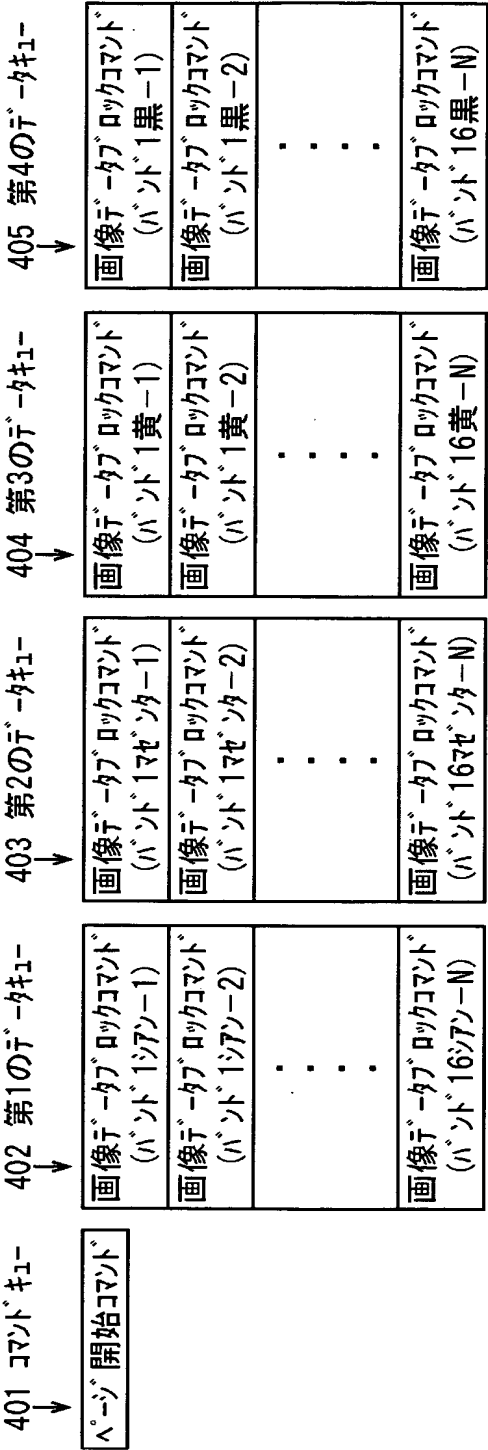 401 コマンドキュー
ページ開始コマンド
402 第1のデータキュー
画像データブロックコマンド
(バンド1シアン－1)
画像データブロックコマンド
(バンド1シアン－2)
画像データブロックコマンド
(バンド16シアン－N)
403 第2のデータキュー
画像データブロックコマンド
(バンド1マゼンタ－1)
画像データブロックコマンド
(バンド1マゼンタ－2)
画像データブロックコマンド
(バンド16マゼンタ－N)
404 第3のデータキュー
画像データブロックコマンド
(バンド1黄－1)
画像データブロックコマンド
(バンド1黄－2)
画像データブロックコマンド
(バンド16黄－N)
405 第4のデータキュー
画像データブロックコマンド
(バンド1黒－1)
画像データブロックコマンド
(バンド1黒－2)
画像データブロックコマンド
(バンド16黒－N)